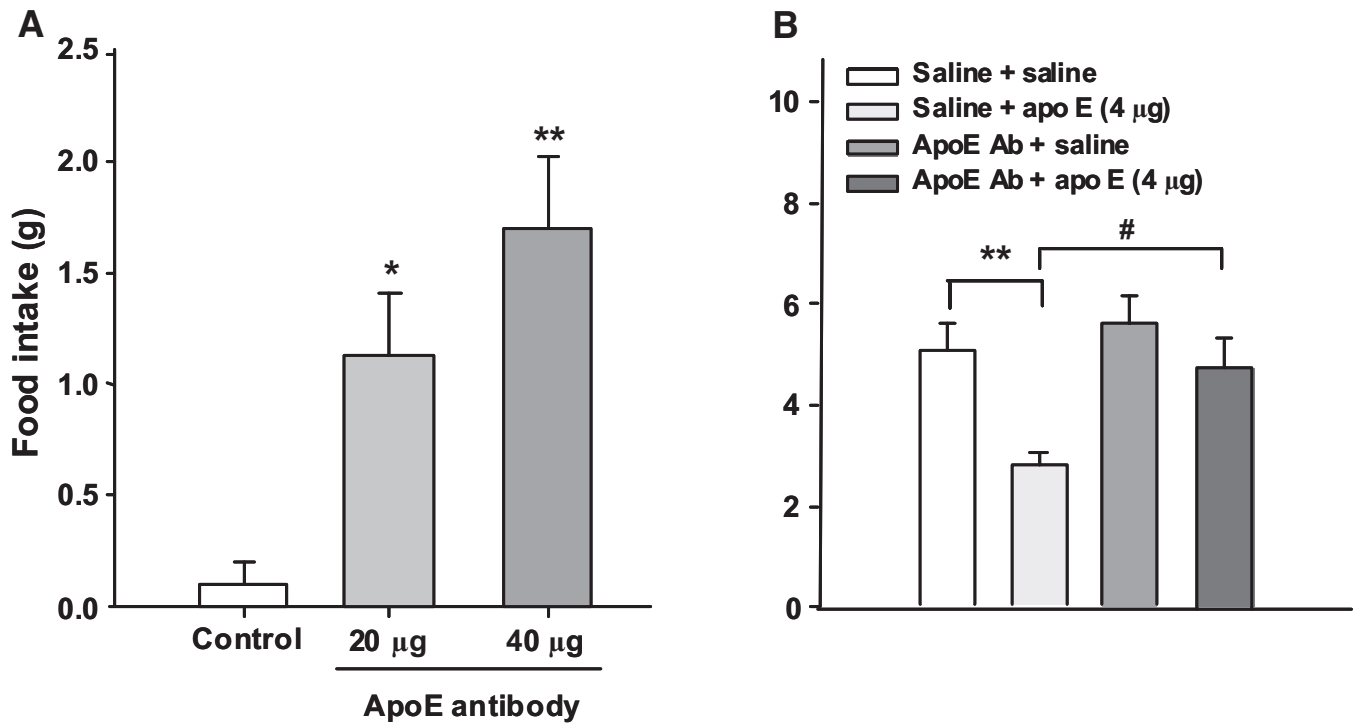 A
Food intake (g)
2.5
2.0
1.5
1.0
0.5
0.0
*
**
Control
20 μg
40 μg
ApoE antibody
B
Saline + saline
Saline + apo E (4 μg)
ApoE Ab + saline
ApoE Ab + apo E (4 μg)
10
8
6
4
2
0
**
#